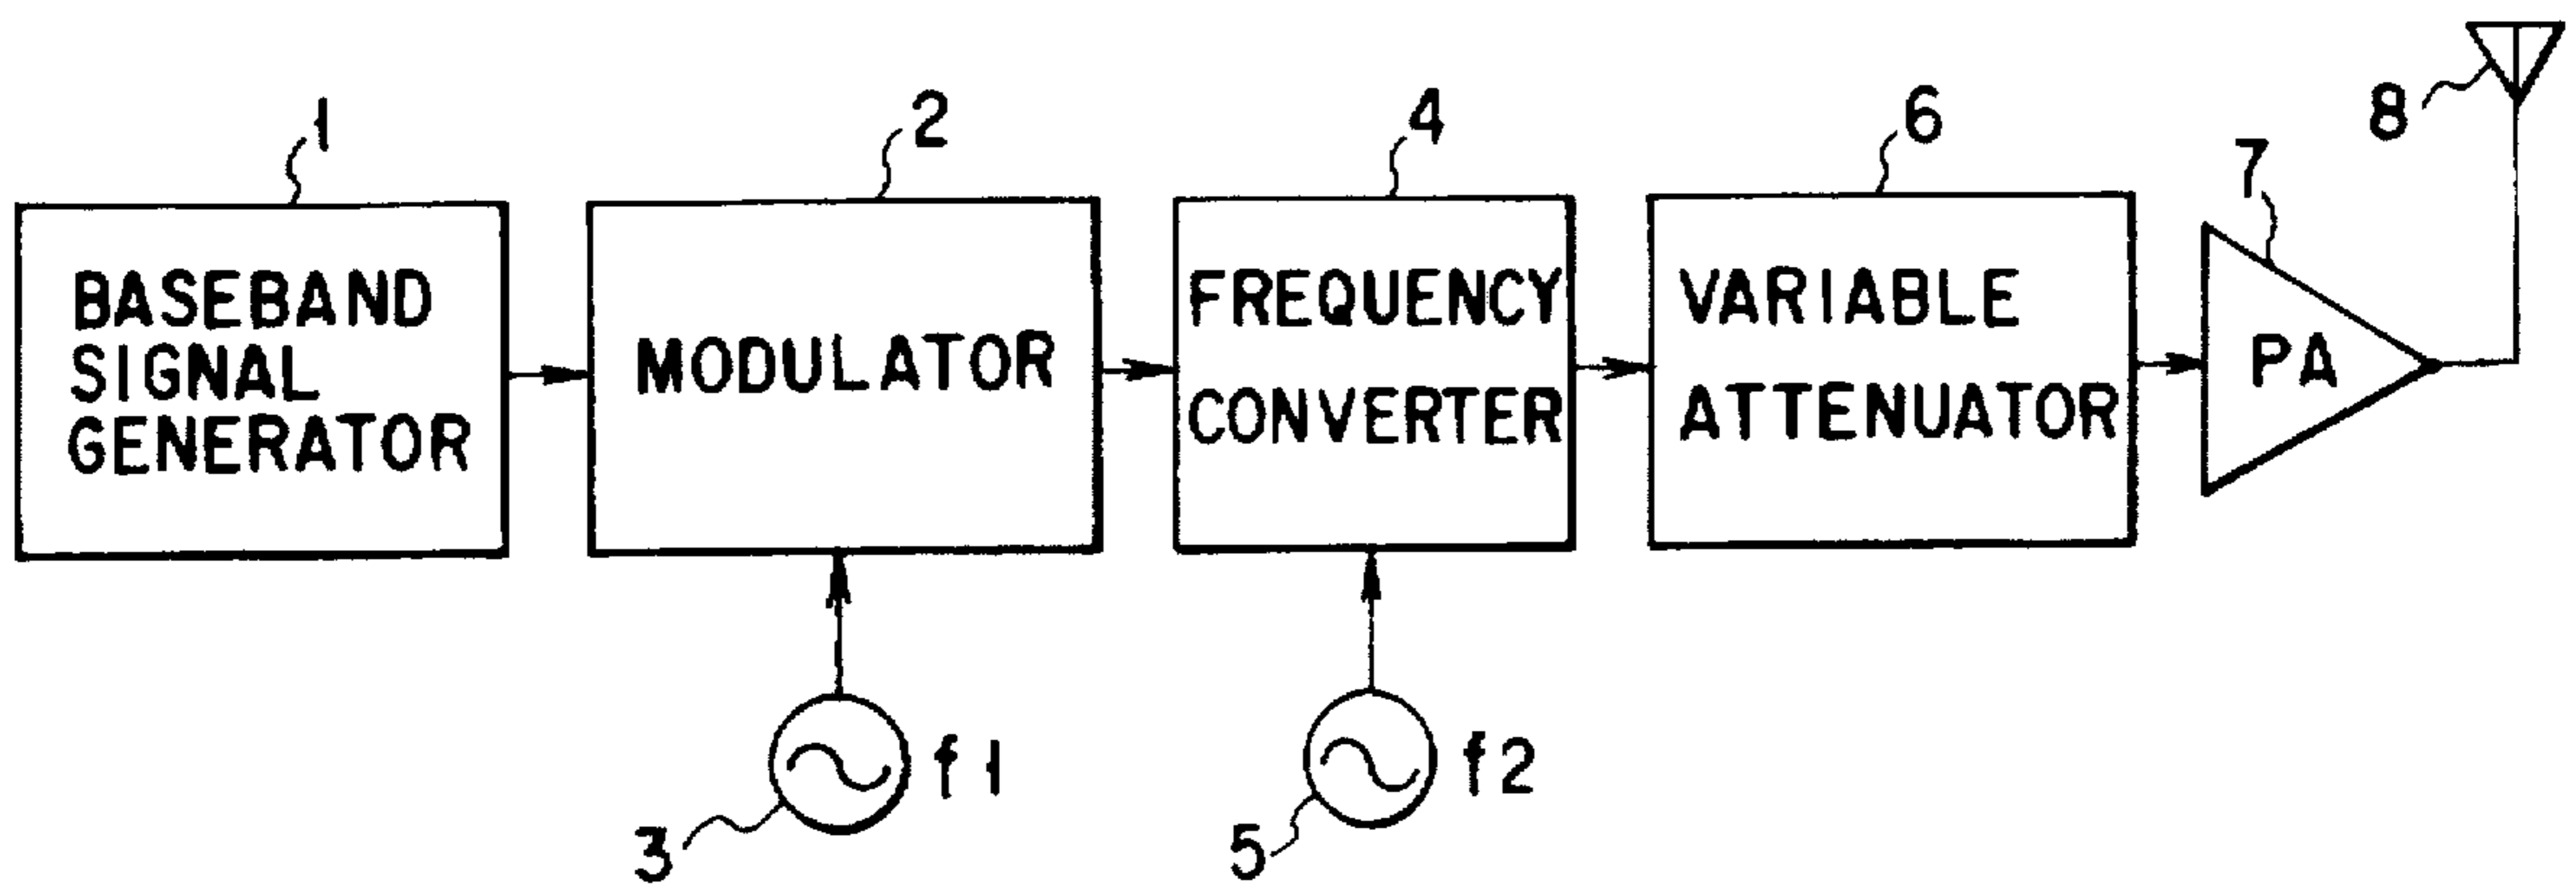 1
BASEBAND
SIGNAL
GENERATOR
2
MODULATOR
3
f1
4
FREQUENCY
CONVERTER
5
f2
6
VARIABLE
ATTENUATOR
7
PA
8